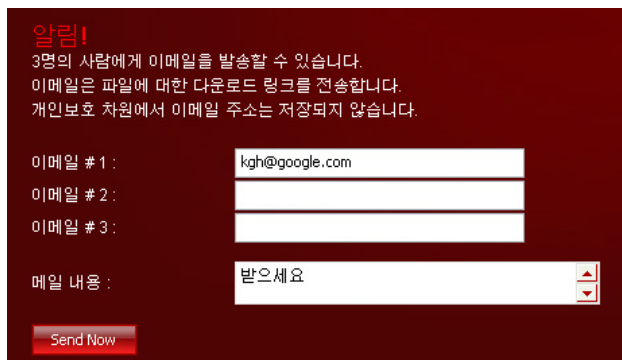 알림!
3명의 사람에게 이메일을 발송할 수 있습니다.
이메일은 파일에 대한 다운로드 링크를 전송합니다.
개인보호 차원에서 이메일 주소는 저장되지 않습니다.
이메일 #1 : kgh@google.com
이메일 #2 :
이메일 #3 :
메일 내용 : 받으세요
Send Now